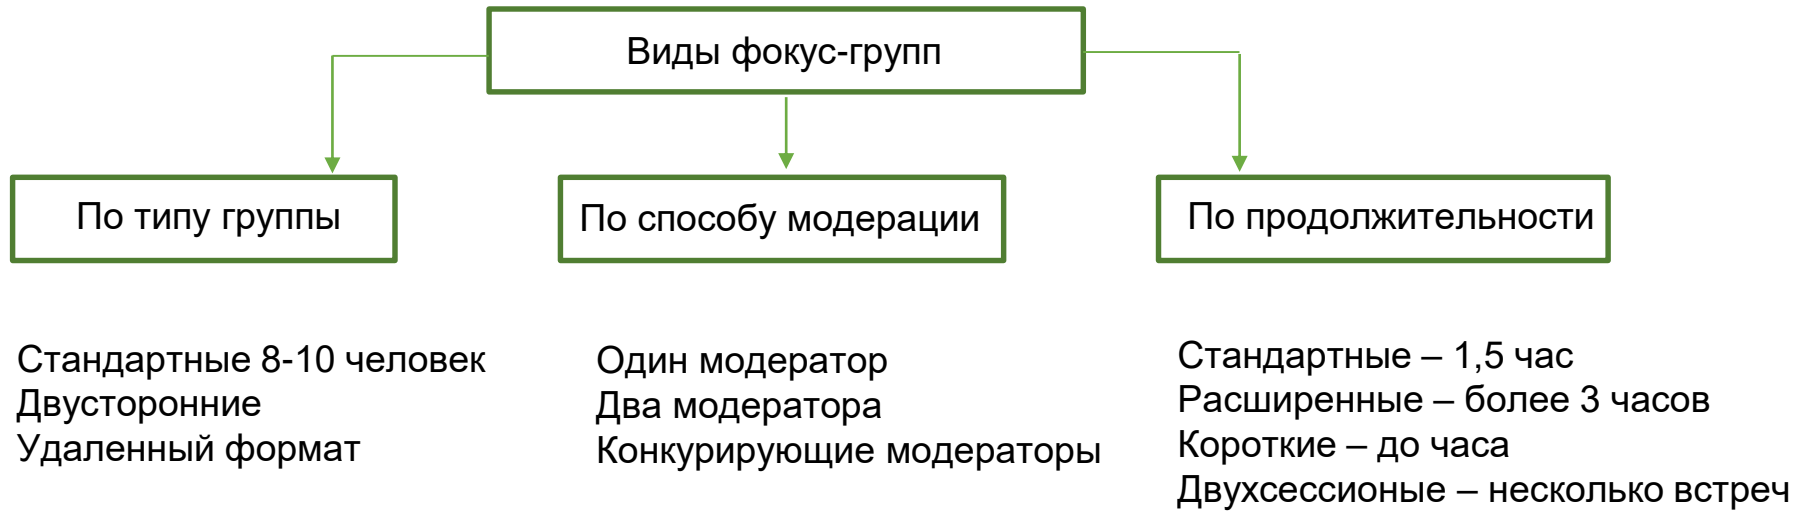 Виды фокус-групп
По типу группы
По способу модерации
По продолжительности
Стандартные 8-10 человек
Двусторонние
Удаленный формат
Один модератор
Два модератора
Конкурирующие модераторы
Стандартные – 1,5 час
Расширенные – более 3 часов
Короткие – до часа
Двухсессионые – несколько встреч